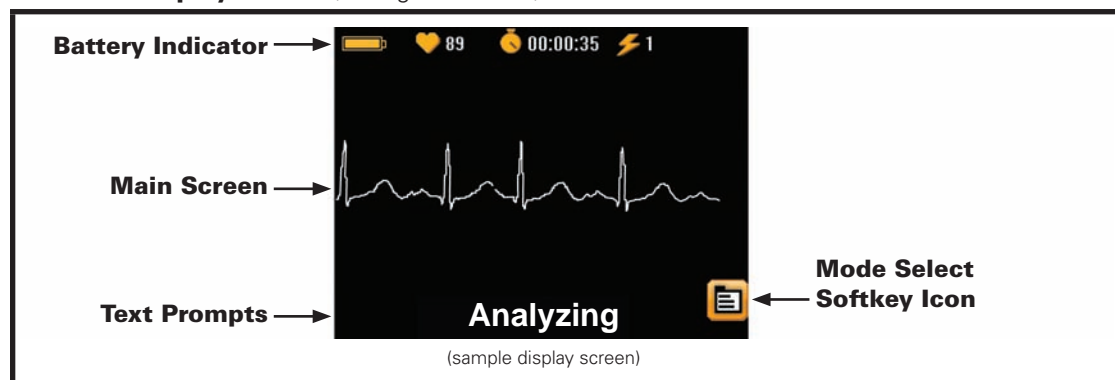 Battery Indicator
89 00:00:35 1
Main Screen
Mode Select
Softkey Icon
Text Prompts
Analyzing
(sample display screen)